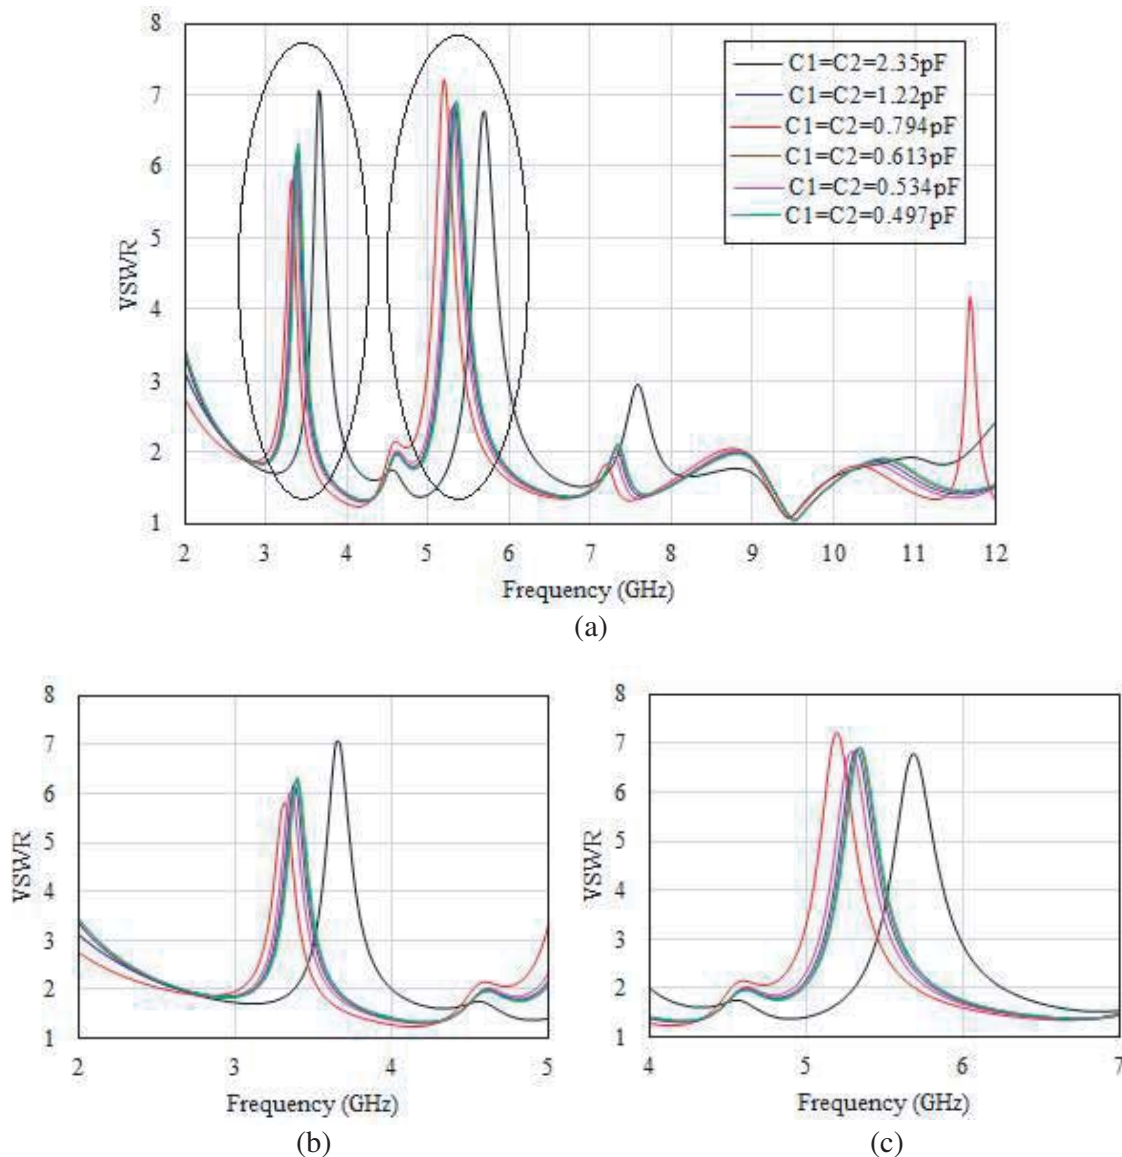 8
7
6
5
4
3
2
1
VSWR
C1=C2=2.35pF
C1=C2=1.22pF
C1=C2=0.794pF
C1=C2=0.613pF
C1=C2=0.534pF
C1=C2=0.497pF
2 3 4 5 6 7 8 9 10 11 12
Frequency (GHz)
(a)
8
7
6
5
4
3
2
1
VSWR
2 3 4 5
Frequency (GHz)
(b)
8
7
6
5
4
3
2
1
VSWR
4 5 6 7
Frequency (GHz)
(c)